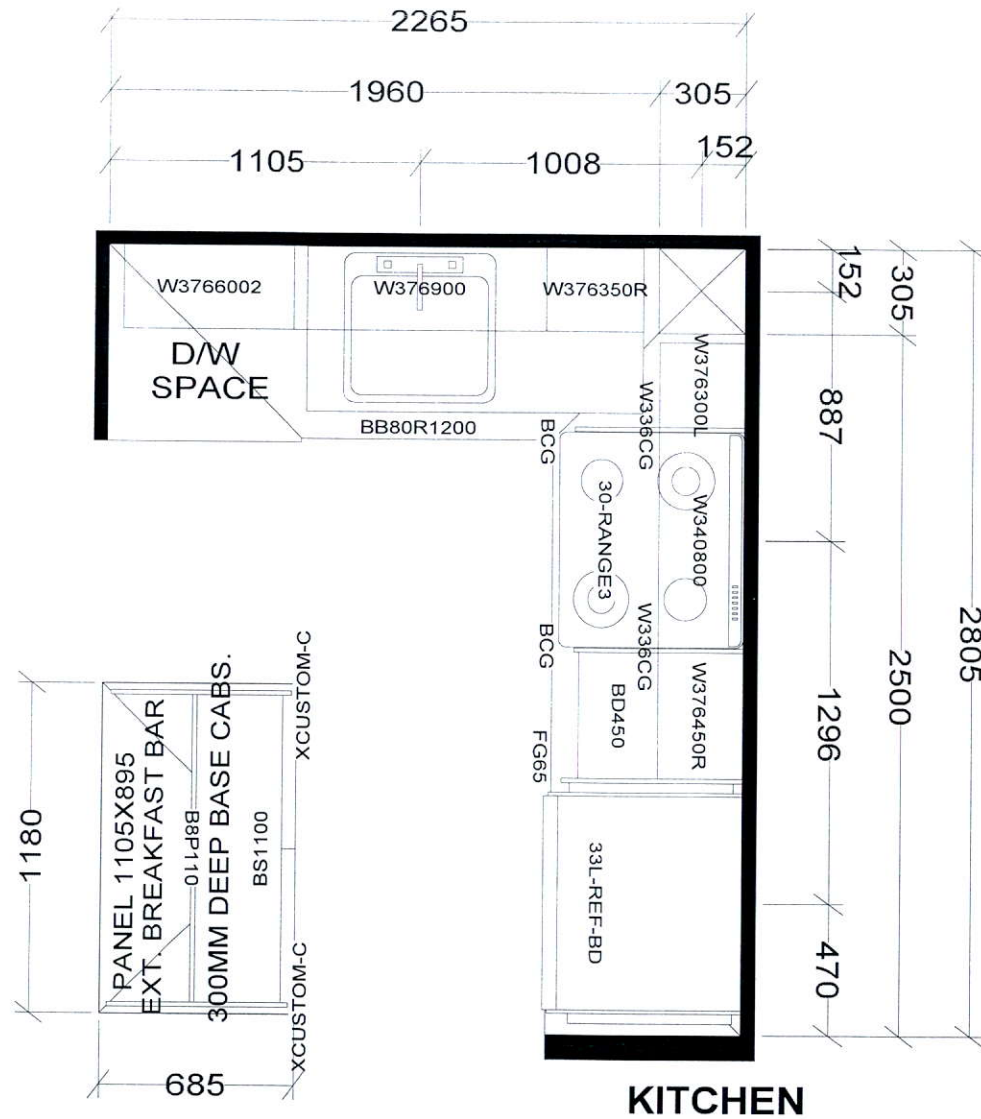 2265
1960
305
1105
1008
152
W3766002
W376900
W376350R
152
305
D/W
SPACE
BB80R1200
BCG
W336CG
W376300L
887
30-RANGE3
W340800
2805
2500
BCG
W336CG
BD450
W376450R
FG65
1296
33L-REF-BD
470
XCUSTOM-C
1180
PANEL 1105X895
EXT. BREAKFAST BAR
B8P110
300MM DEEP BASE CABS.
BS1100
XCUSTOM-C
685
KITCHEN